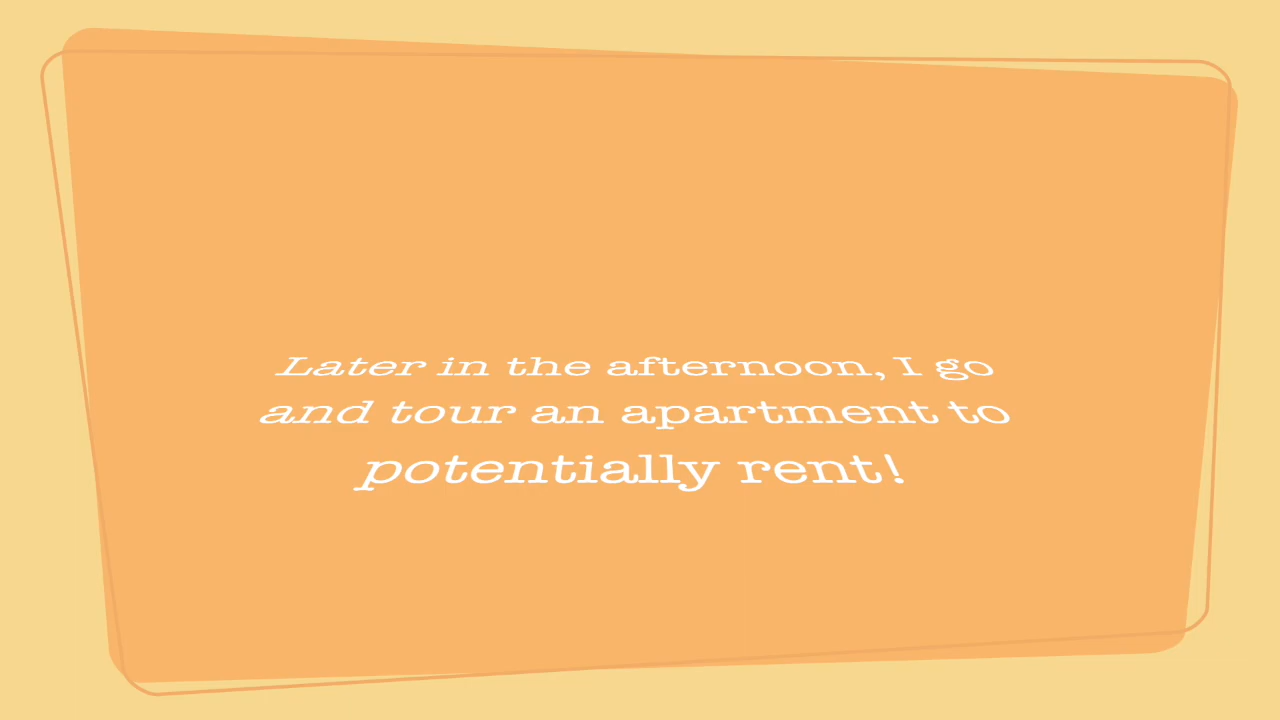 Later in the afternoon, I go
and tour an apartment to
potentially rent!